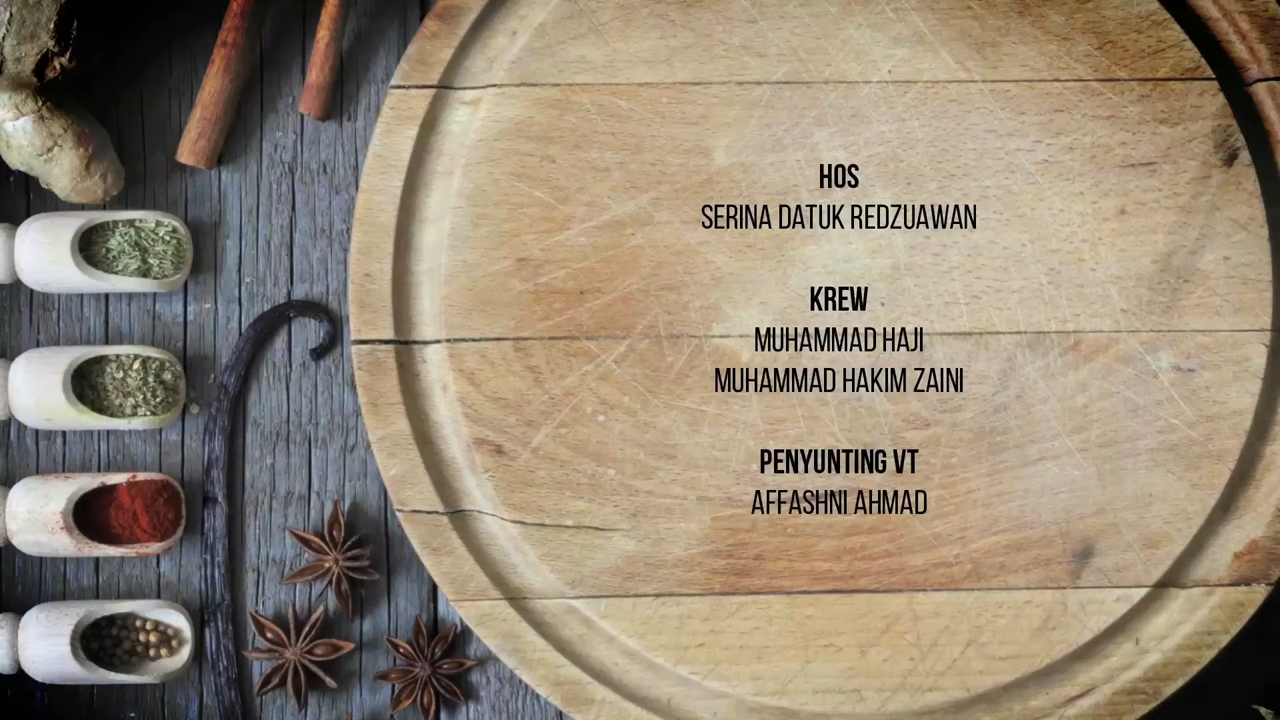 HOS
SERINA DATUK REDZUAWAN
KREW
MUHAMMAD HAJI
MUHAMMAD HAKIM ZAINI
PENYUNTING VT
AFFASHNI AHMAD